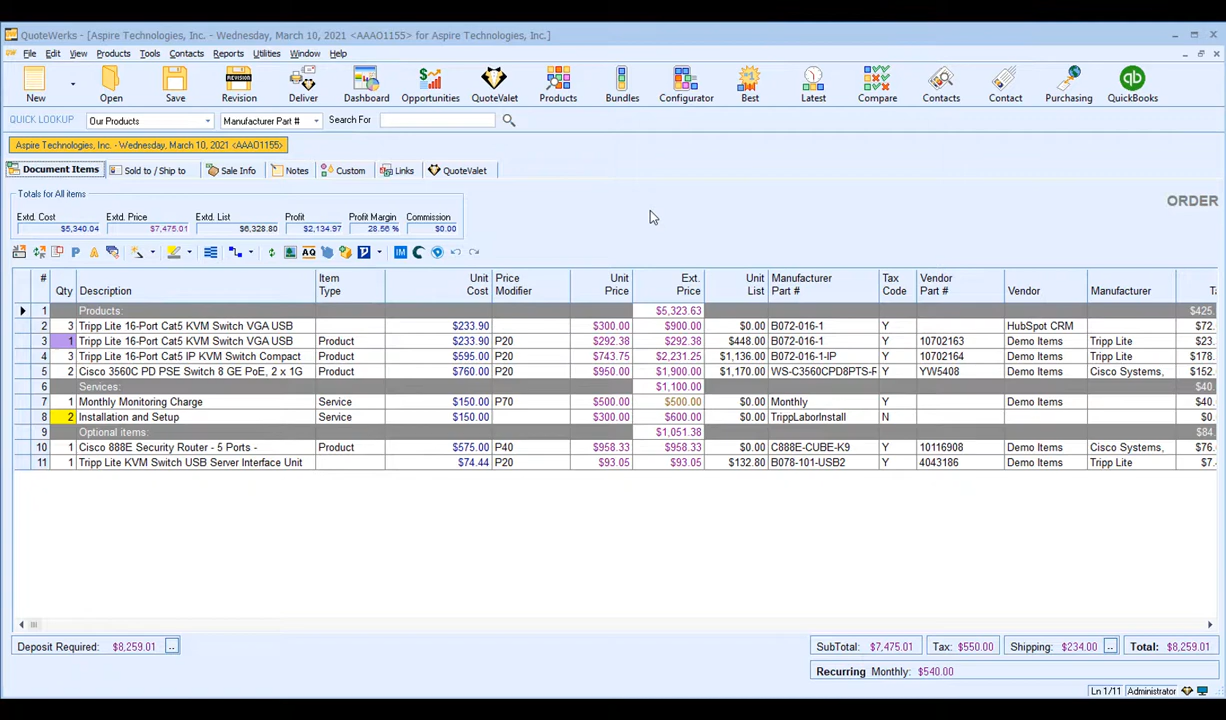 QuoteWerks - [Aspire Technologies, Inc. - Wednesday, March 10, 2021 <AAAO1155> for Aspire Technologies, Inc.]
File Edit View Products Tools Contacts Reports Utilities Window Help
New Open Save Revision Deliver Dashboard Opportunities QuoteValet Products Bundles Configurator Best Latest Compare Contacts Contact Purchasing QuickBooks
QUICK LOOKUP Our Products Manufacturer Part # Search For
Aspire Technologies, Inc. - Wednesday, March 10, 2021 <AAAO1155>
Document Items Sold to / Ship to Sale Info Notes Custom Links QuoteValet
Totals for All items
ORDER
Extd. Cost Extd. Price Extd. List Profit Profit Margin Commission
$5,340.04 $7,475.01 $6,328.80 $2,134.97 28.56 % $0.00
# Qty Description Item Type Unit Cost Price Modifier Unit Price Ext. Price Unit List Manufacturer Part # Tax Code Vendor Part # Vendor Manufacturer Ta
1 Products: $5,323.63 $425.
2 3 Tripp Lite 16-Port Cat5 KVM Switch VGA USB $233.90 $300.00 $900.00 $0.00 B072-016-1 Y HubSpot CRM $72.
3 1 Tripp Lite 16-Port Cat5 KVM Switch VGA USB Product $233.90 P20 $292.38 $292.38 $448.00 B072-016-1 Y 10702163 Demo Items Tripp Lite $23.
4 3 Tripp Lite 16-Port Cat5 IP KVM Switch Compact Product $595.00 P20 $743.75 $2,231.25 $1,136.00 B072-016-1-IP Y 10702164 Demo Items Tripp Lite $178.
5 2 Cisco 3560C PD PSE Switch 8 GE PoE, 2 x 1G Product $760.00 P20 $950.00 $1,900.00 $1,170.00 WS-C3560CPD8PTS-F Y YW5408 Demo Items Cisco Systems, $152.
6 Services: $1,100.00 $40.
7 1 Monthly Monitoring Charge Service $150.00 P70 $500.00 $500.00 $0.00 Monthly Y Demo Items $40.
8 2 Installation and Setup Service $150.00 $300.00 $600.00 $0.00 TrippLaborInstall N
9 Optional items: $1,051.38 $84.
10 1 Cisco 888E Security Router - 5 Ports - Product $575.00 P40 $958.33 $958.33 $0.00 C888E-CUBE-K9 Y 10116908 Demo Items Cisco Systems, $76.
11 1 Tripp Lite KVM Switch USB Server Interface Unit $74.44 P20 $93.05 $93.05 $132.80 B078-101-USB2 Y 4043186 Demo Items Tripp Lite $7.
Deposit Required: $8,259.01 .. SubTotal: $7,475.01 Tax: $550.00 Shipping: $234.00 .. Total: $8,259.01
Recurring Monthly: $540.00
Ln 1/11 Administrator